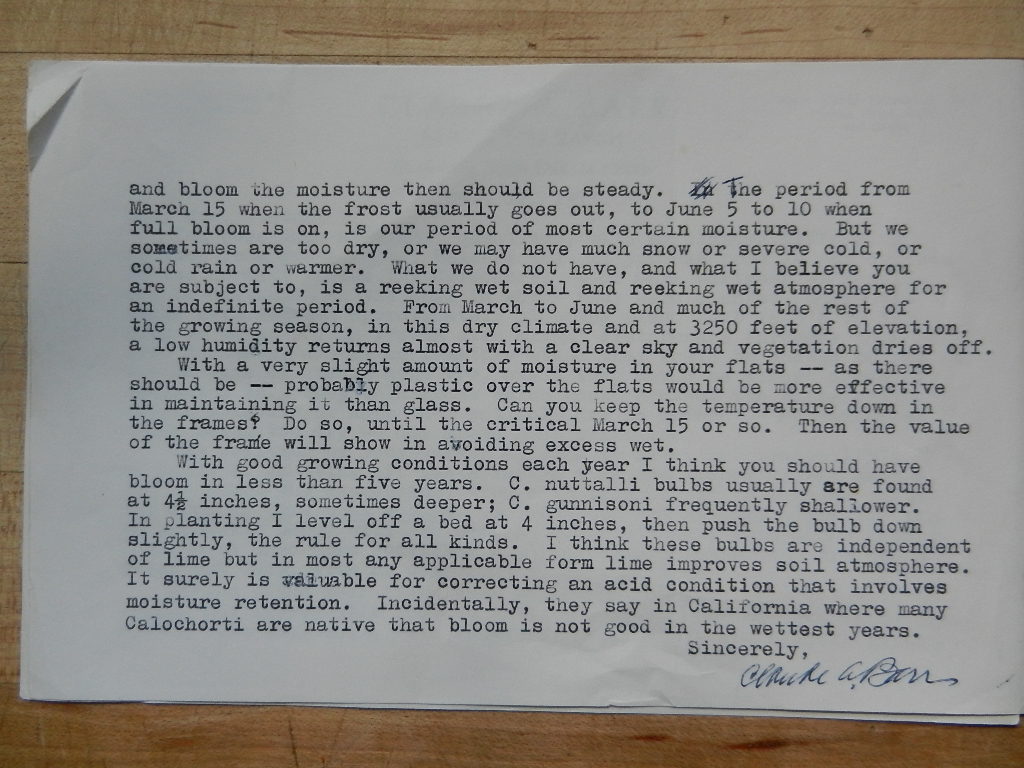 and bloom the moisture then should be steady. The period from
March 15 when the frost usually goes out, to June 5 to 10 when
full bloom is on, is our period of most certain moisture. But we
sometimes are too dry, or we may have much snow or severe cold, or
cold rain or warmer. What we do not have, and what I believe you
are subject to, is a reeking wet soil and reeking wet atmosphere for
an indefinite period. From March to June and much of the rest of
the growing season, in this dry climate and at 3250 feet of elevation,
a low humidity returns almost with a clear sky and vegetation dries off.
With a very slight amount of moisture in your flats -- as there
should be -- probably plastic over the flats would be more effective
in maintaining it than glass. Can you keep the temperature down in
the frames? Do so, until the critical March 15 or so. Then the value
of the frame will show in avoiding excess wet.
With good growing conditions each year I think you should have
bloom in less than five years. C. nuttalli bulbs usually are found
at 4½ inches, sometimes deeper; C. gunnisoni frequently shallower.
In planting I level off a bed at 4 inches, then push the bulb down
slightly, the rule for all kinds. I think these bulbs are independent
of lime but in most any applicable form lime improves soil atmosphere.
It surely is valuable for correcting an acid condition that involves
moisture retention. Incidentally, they say in California where many
Calochorti are native that bloom is not good in the wettest years.
Sincerely,
Claude A. Barr